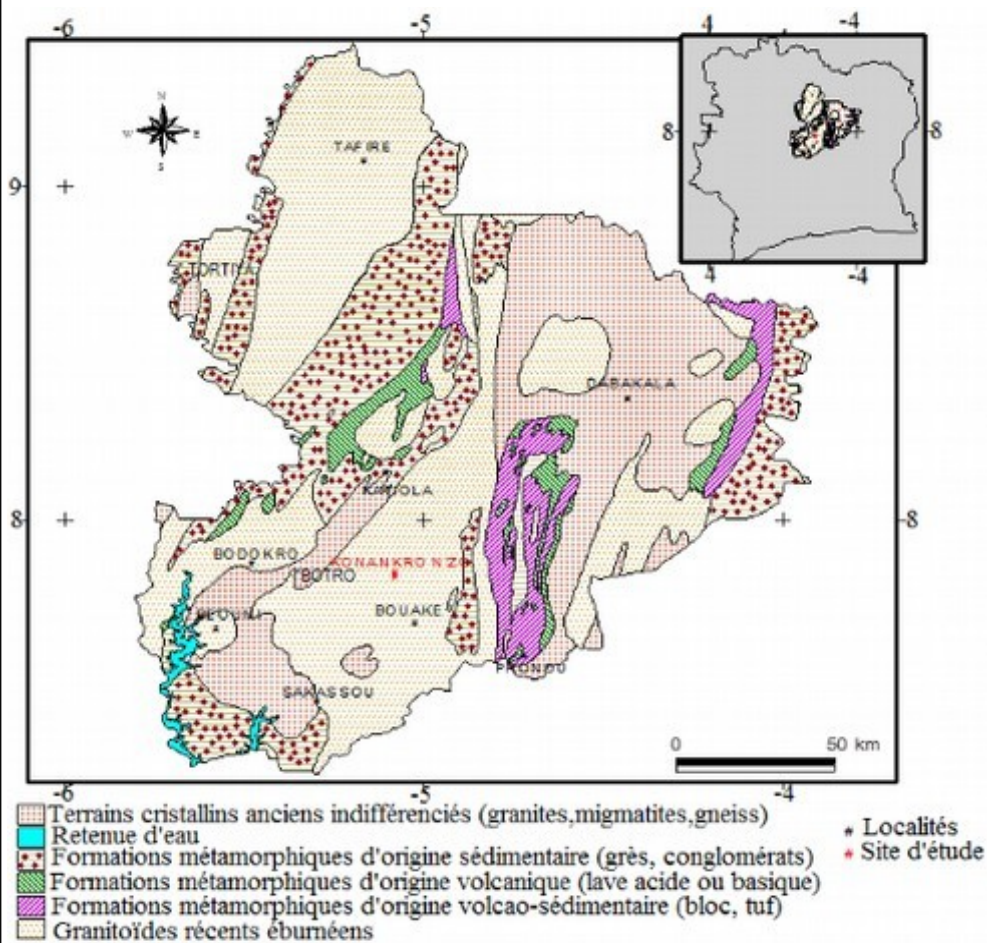 -6
-5
4
-4
N
W
E
S
8
8
TAFIRE
9
4
-4
TORTIYA
DABAKALA
KATIOLA
8
8
BODOKRO
KONANKRO N'ZU
BOTRO
BOUAKE
SAKASSOU
0
50 km
-6
-5
-4
Terrains cristallins anciens indifférenciés (granites,migmatites,gneiss)
Retenue d'eau
Formations métamorphiques d'origine sédimentaire (grès, conglomérats)
Formations métamorphiques d'origine volcanique (lave acide ou basique)
Formations métamorphiques d'origine volcao-sédimentaire (bloc, tuf)
Granitoïdes récents éburnéens
Localités
Site d'étude